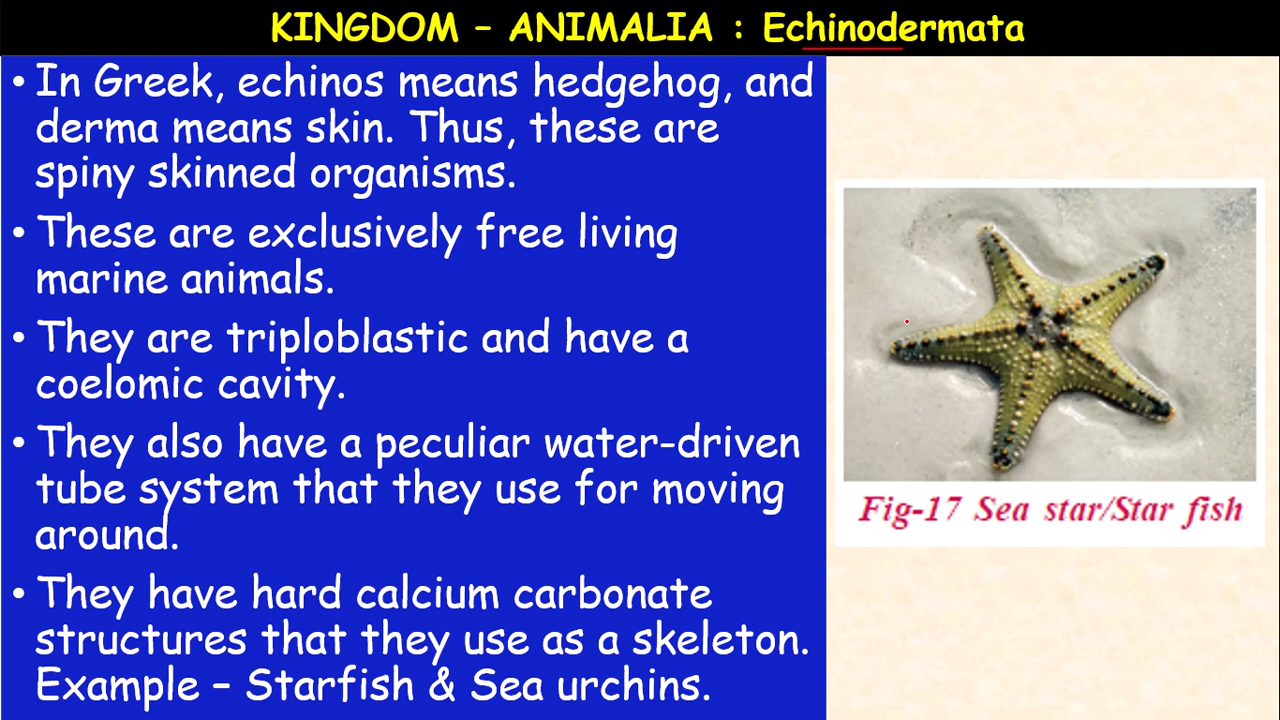 KINGDOM – ANIMALIA : Echinodermata
• In Greek, echinos means hedgehog, and
derma means skin. Thus, these are
spiny skinned organisms.
• These are exclusively free living
marine animals.
• They are triploblastic and have a
coelomic cavity.
• They also have a peculiar water-driven
tube system that they use for moving
around.
• They have hard calcium carbonate
structures that they use as a skeleton.
Example – Starfish & Sea urchins.
Fig-17 Sea star/Star fish